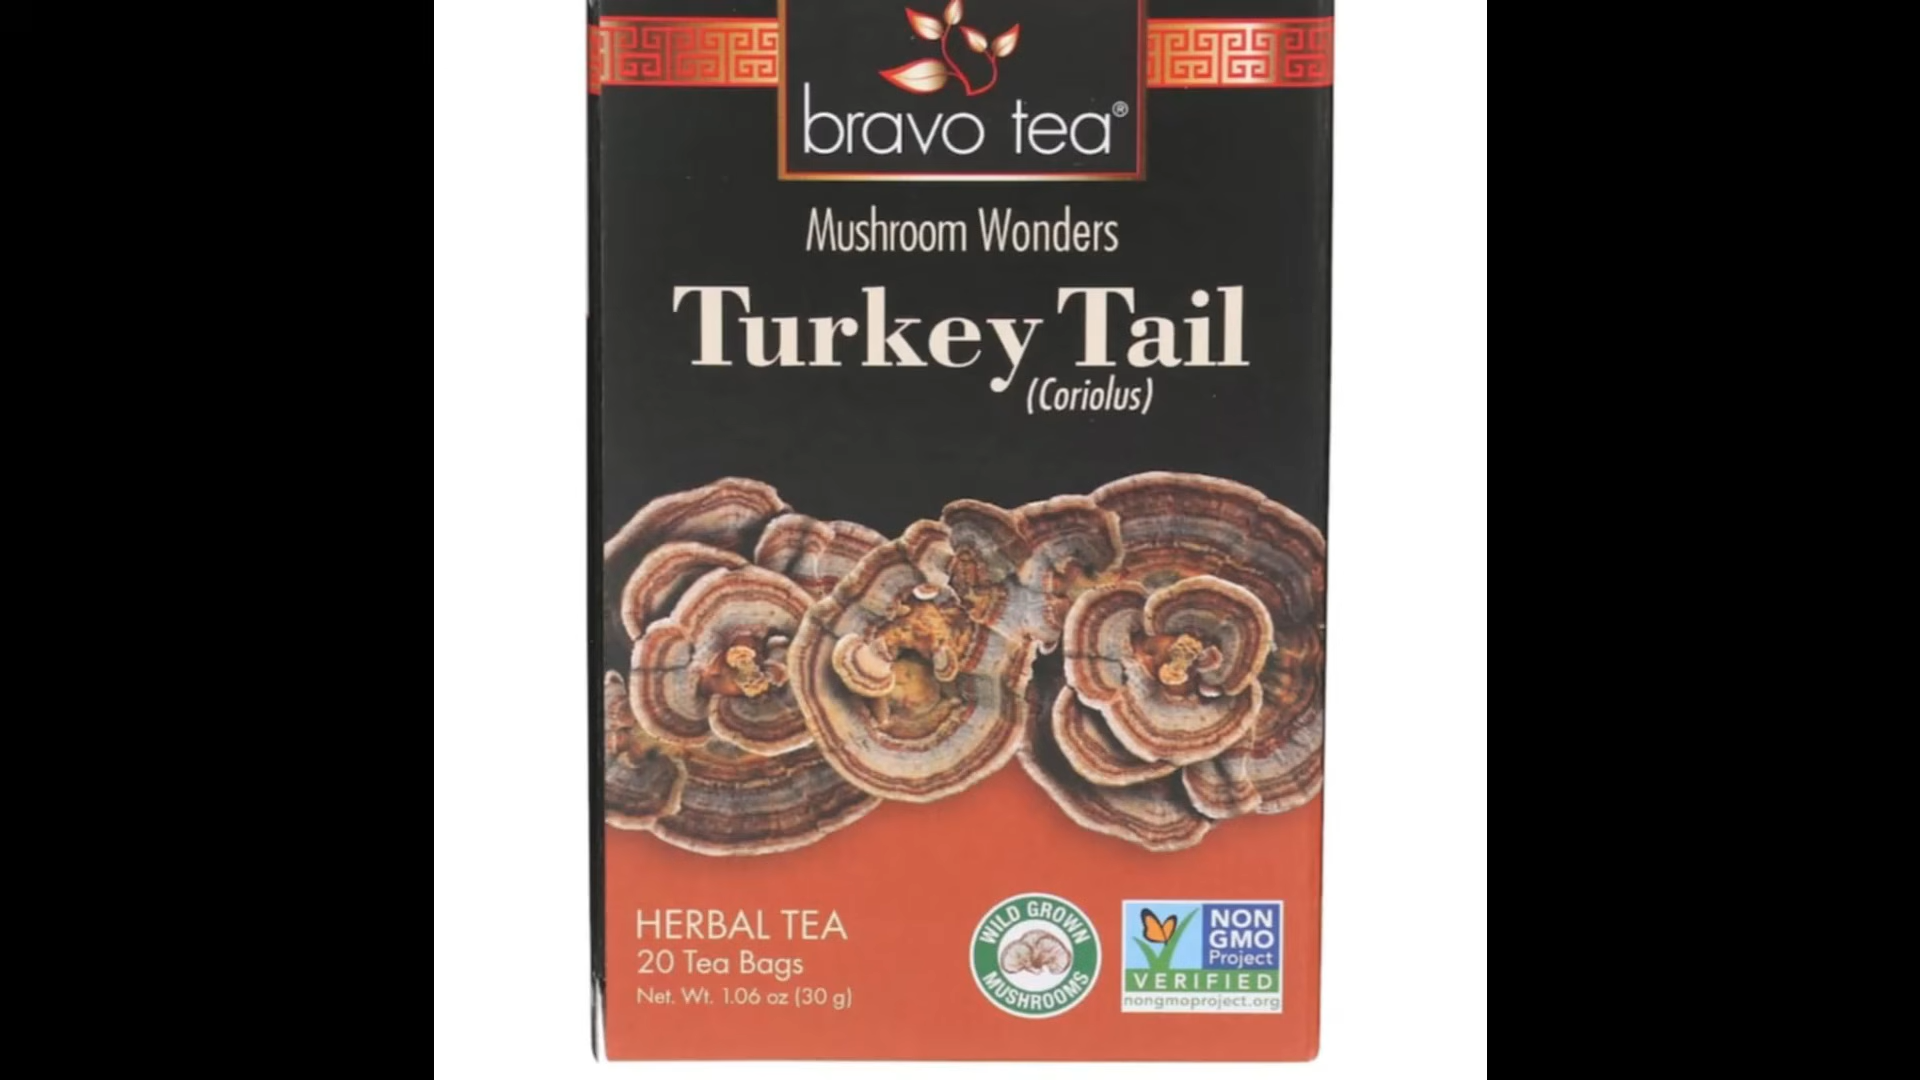 bravo tea®
Mushroom Wonders
Turkey Tail
(Coriolus)
HERBAL TEA
20 Tea Bags
Net. Wt. 1.06 oz (30 g)
WILD GROWN
MUSHROOMS
NON
GMO
Project
VERIFIED
nongmoproject.org